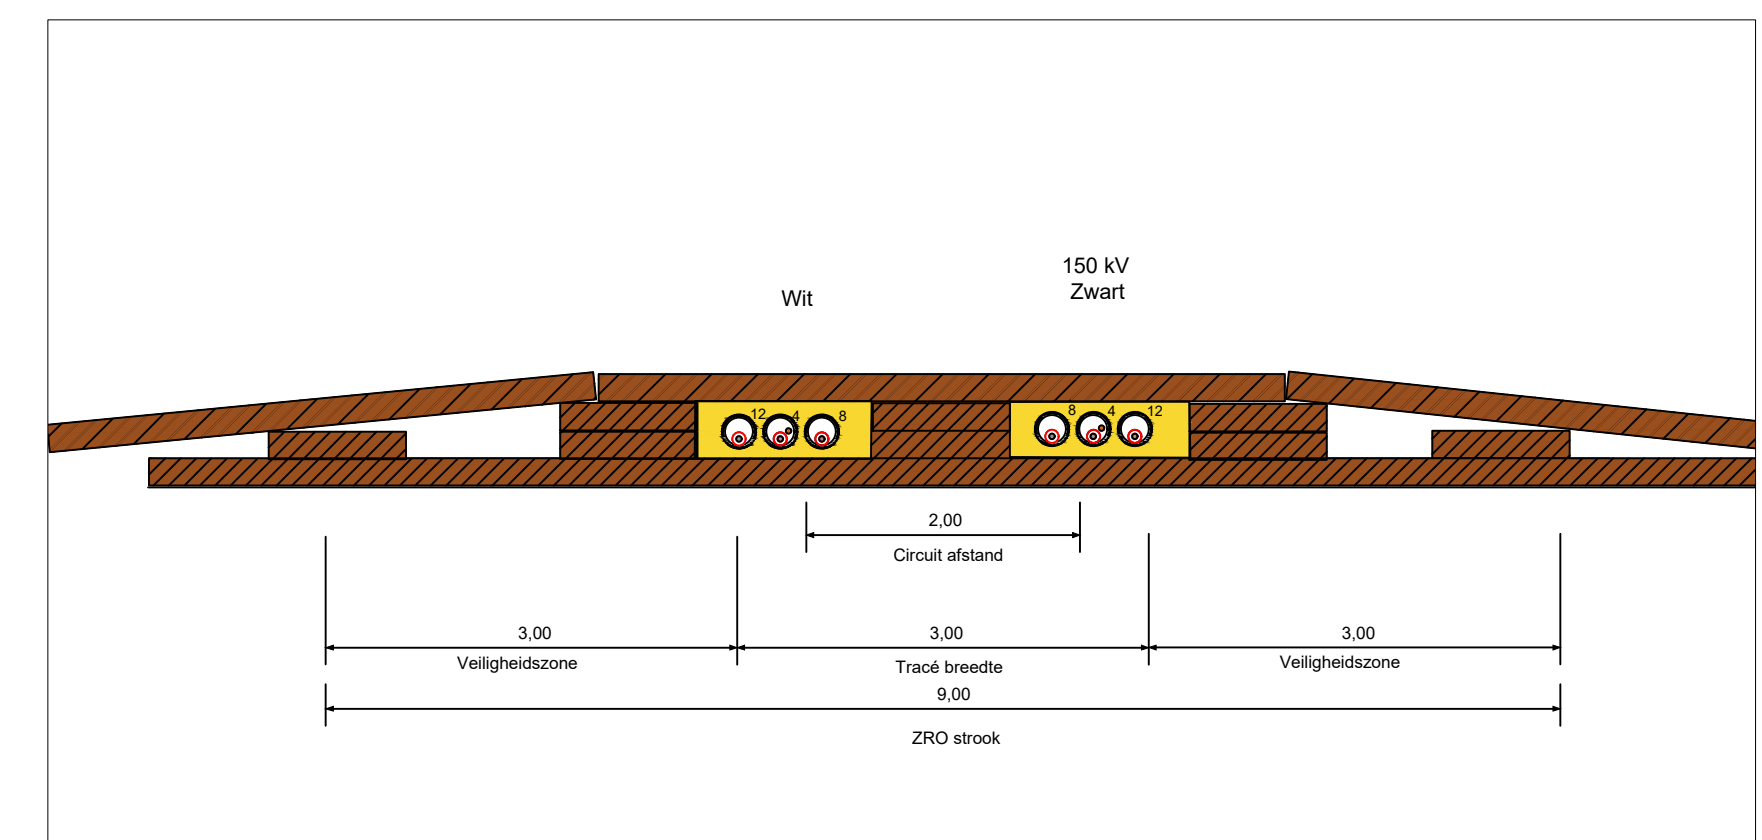 150 kV
Wit
Zwart
12 4 8
8 4 12
2,00
Circuit afstand
3,00
Veiligheidszone
3,00
Tracé breedte
3,00
Veiligheidszone
9,00
ZRO strook